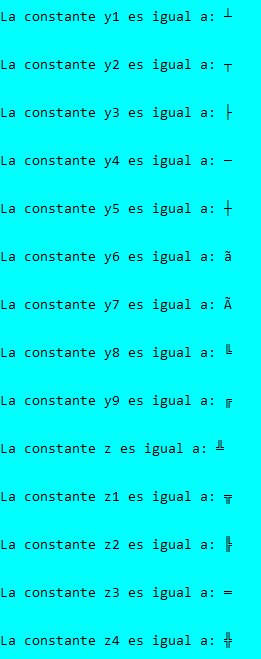 La constante y1 es igual a: ┴
La constante y2 es igual a: ┬
La constante y3 es igual a: ├
La constante y4 es igual a: ─
La constante y5 es igual a: ┼
La constante y6 es igual a: ã
La constante y7 es igual a: Ã
La constante y8 es igual a: ╚
La constante y9 es igual a: ╔
La constante z es igual a: ╩
La constante z1 es igual a: ╦
La constante z2 es igual a: ╠
La constante z3 es igual a: ═
La constante z4 es igual a: ╬